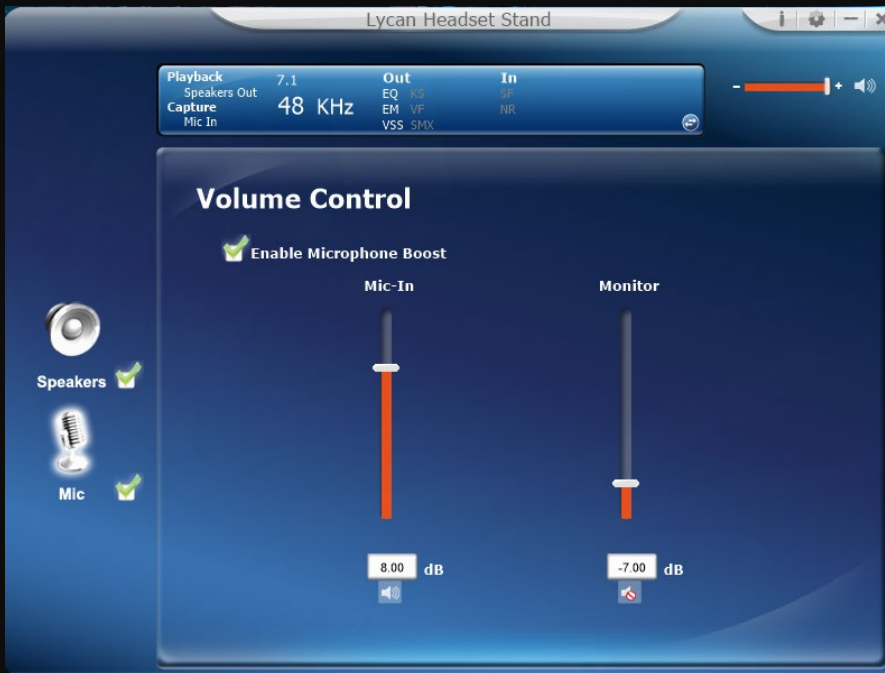 Lycan Headset Stand
i
Playback 7.1 Out In
Speakers Out EQ KS SF
Capture 48 KHz EM VF NR
Mic In VSS SMX
- +
Volume Control
Enable Microphone Boost
Mic-In Monitor
Speakers
Mic
8.00 dB -7.00 dB